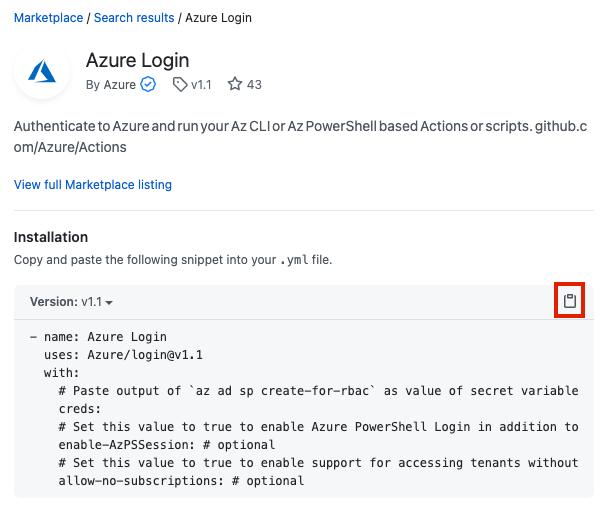 Marketplace / Search results / Azure Login
Azure Login
By Azure v1.1 43
Authenticate to Azure and run your Az CLI or Az PowerShell based Actions or scripts. github.c
om/Azure/Actions
View full Marketplace listing
Installation
Copy and paste the following snippet into your .yml file.
Version: v1.1
- name: Azure Login
  uses: Azure/login@v1.1
  with:
    # Paste output of `az ad sp create-for-rbac` as value of secret variable
    creds:
    # Set this value to true to enable Azure PowerShell Login in addition to
    enable-AzPSSession: # optional
    # Set this value to true to enable support for accessing tenants without
    allow-no-subscriptions: # optional